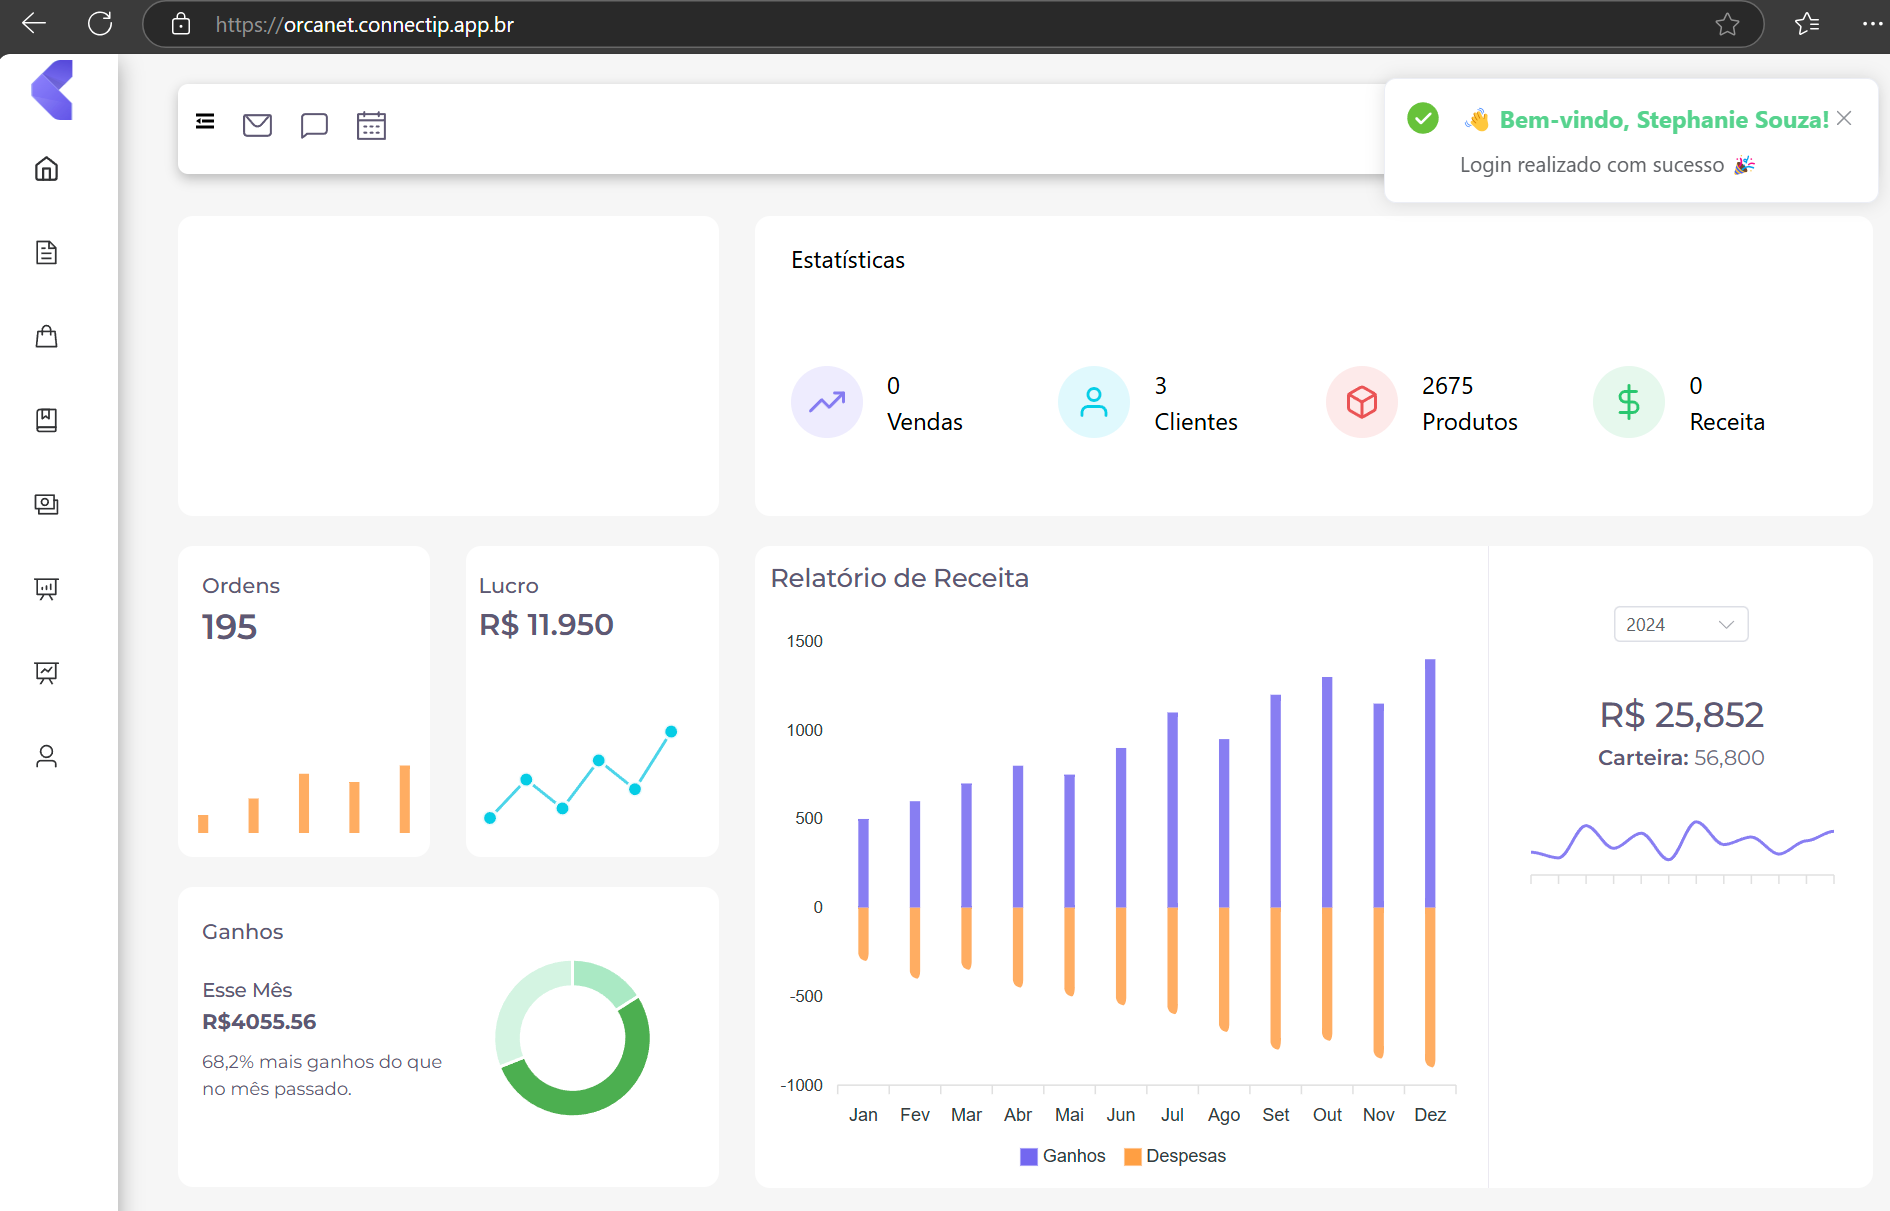 https://orcanet.connectip.app.br
👋 Bem-vindo, Stephanie Souza!
Login realizado com sucesso 🎉
Estatísticas
0
Vendas
3
Clientes
2675
Produtos
0
Receita
Ordens
195
Lucro
R$ 11.950
Relatório de Receita
1500
1000
500
0
-500
-1000
Jan Fev Mar Abr Mai Jun Jul Ago Set Out Nov Dez
Ganhos Despesas
2024
R$ 25,852
Carteira: 56,800
Ganhos
Esse Mês
R$4055.56
68,2% mais ganhos do que
no mês passado.